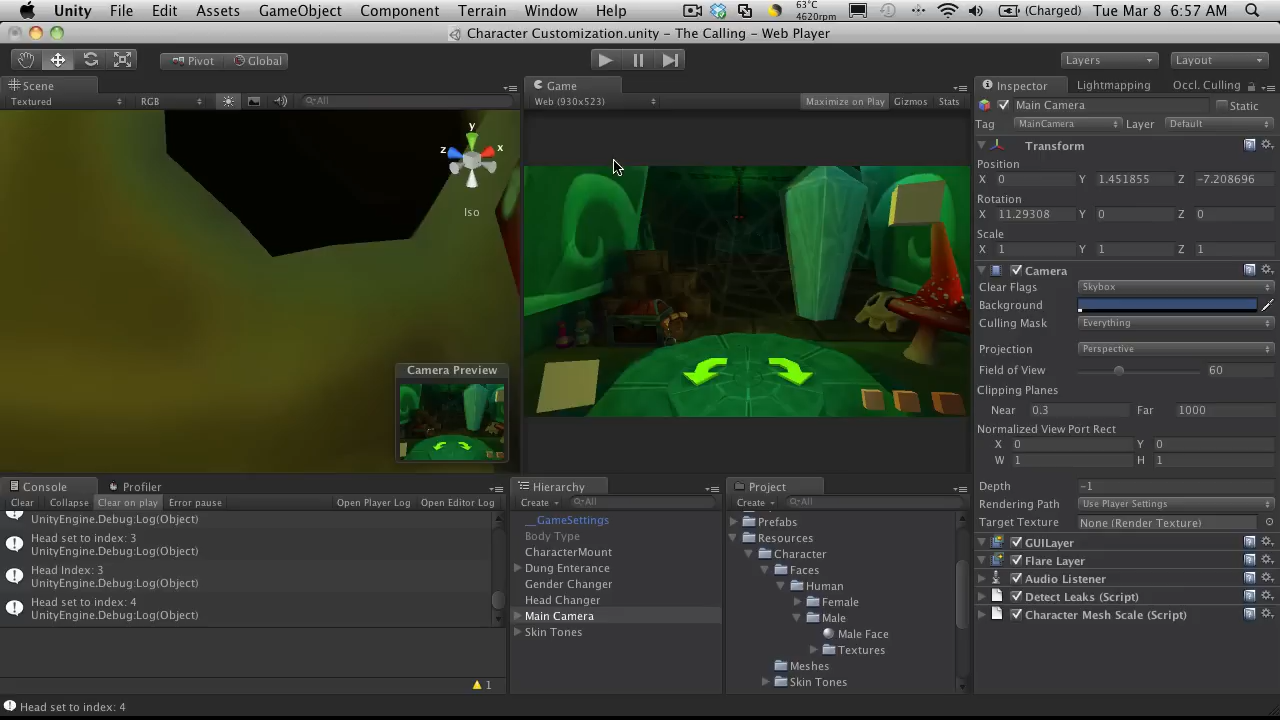 Unity File Edit Assets GameObject Component Terrain Window Help 63°C 4620rpm (Charged) Tue Mar 8 6:57 AM
Character Customization.unity – The Calling – Web Player
Pivot Global Layers Layout
Scene
Textured RGB All
y
z x
Iso
Camera Preview
Game
Web (930x523) Maximize on Play Gizmos Stats
Inspector Lightmapping Occl. Culling
Main Camera Static
Tag MainCamera Layer Default
Transform
Position
X 0 Y 1.451855 Z -7.208696
Rotation
X 11.29308 Y 0 Z 0
Scale
X 1 Y 1 Z 1
Camera
Clear Flags Skybox
Background
Culling Mask Everything
Projection Perspective
Field of View 60
Clipping Planes
Near 0.3 Far 1000
Normalized View Port Rect
X 0 Y 0
W 1 H 1
Depth -1
Rendering Path Use Player Settings
Target Texture None (Render Texture)
GUILayer
Flare Layer
Audio Listener
Detect Leaks (Script)
Character Mesh Scale (Script)
Console Profiler
Clear Collapse Clear on play Error pause Open Player Log Open Editor Log
UnityEngine.Debug:Log(Object)
Head set to index: 3
UnityEngine.Debug:Log(Object)
Head Index: 3
UnityEngine.Debug:Log(Object)
Head set to index: 4
UnityEngine.Debug:Log(Object)
1
Head set to index: 4
Hierarchy
Create All
__GameSettings
Body Type
CharacterMount
Dung Enterance
Gender Changer
Head Changer
Main Camera
Skin Tones
Project
Create All
Prefabs
Resources
Character
Faces
Human
Female
Male
Male Face
Textures
Meshes
Skin Tones